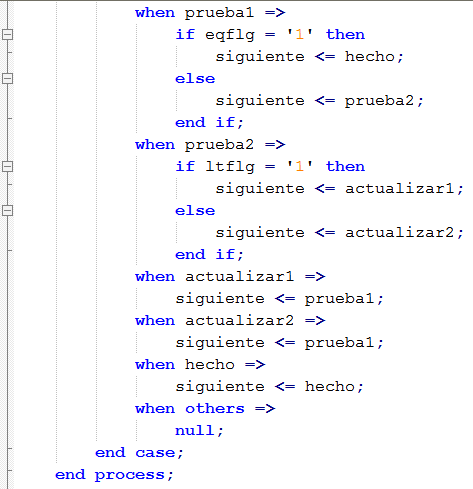 when prueba1 =>
if eqflg = '1' then
siguiente <= hecho;
else
siguiente <= prueba2;
end if;
when prueba2 =>
if ltflg = '1' then
siguiente <= actualizar1;
else
siguiente <= actualizar2;
end if;
when actualizar1 =>
siguiente <= prueba1;
when actualizar2 =>
siguiente <= prueba1;
when hecho =>
siguiente <= hecho;
when others =>
null;
end case;
end process;